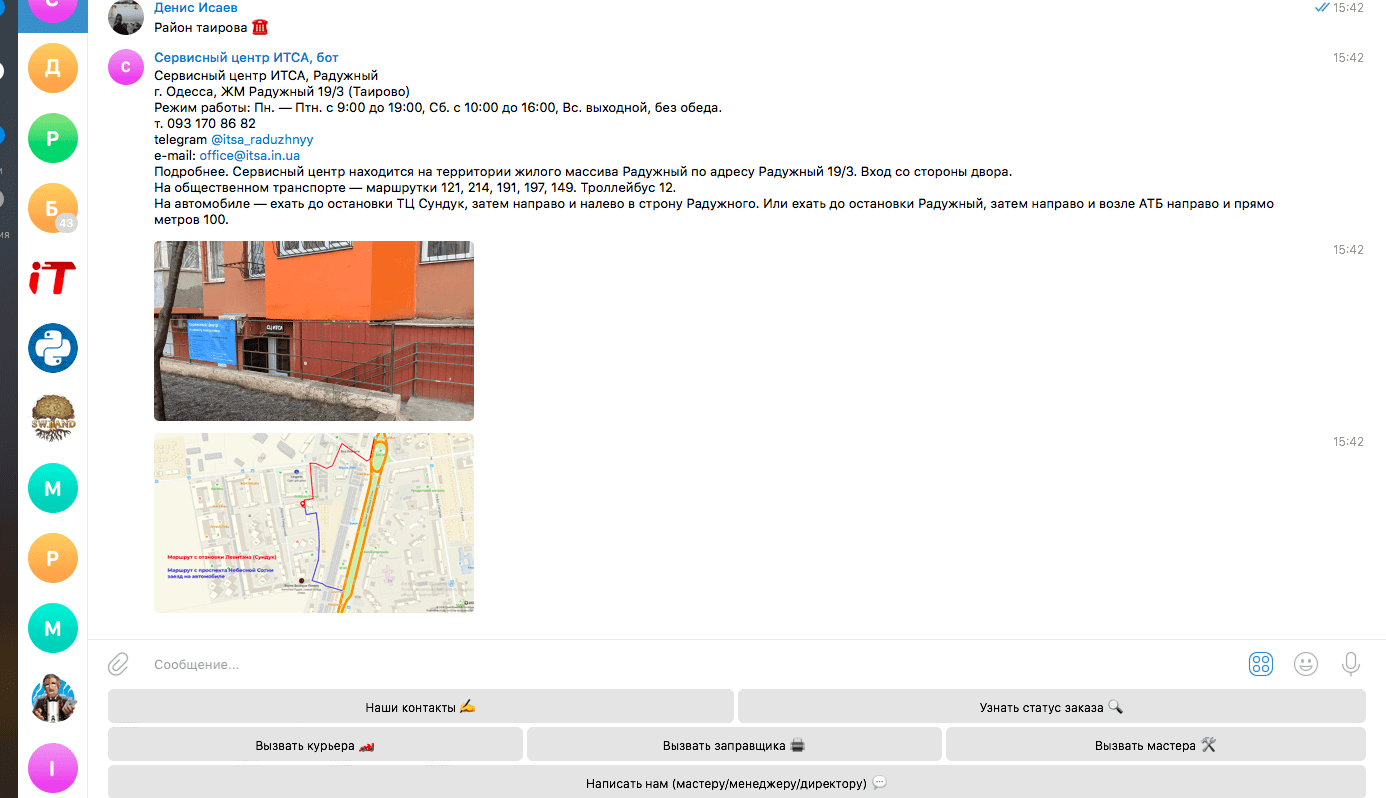 С
Денис Исаев
15:42
Район таирова ☎️
Д
С
Сервисный центр ИТСА, бот
15:42
Сервисный центр ИТСА, Радужный
г. Одесса, ЖМ Радужный 19/3 (Таирово)
Режим работы: Пн. — Птн. с 9:00 до 19:00, Сб. с 10:00 до 16:00, Вс. выходной, без обеда.
т. 093 170 86 82
telegram @itsa_raduzhnyy
e-mail: office@itsa.in.ua
Подробнее. Сервисный центр находится на территории жилого массива Радужный по адресу Радужный 19/3. Вход со стороны двора.
На общественном транспорте — маршрутки 121, 214, 191, 197, 149. Троллейбус 12.
На автомобиле — ехать до остановки ТЦ Сундук, затем направо и налево в строну Радужного. Или ехать до остановки Радужный, затем направо и возле АТБ направо и прямо
метров 100.
Р
Б
43
ия
iT
15:42
СЦ ИТСА
SW.BAND
15:42
М
Р
М
I
Маршрут с проспекта Небесной Сотни
заезд на автомобиле
Сообщение...
Наши контакты ✍️
Узнать статус заказа 🔍
Вызвать курьера 🏎️
Вызвать заправщика 🖨️
Вызвать мастера 🛠️
Написать нам (мастеру/менеджеру/директору) 💬